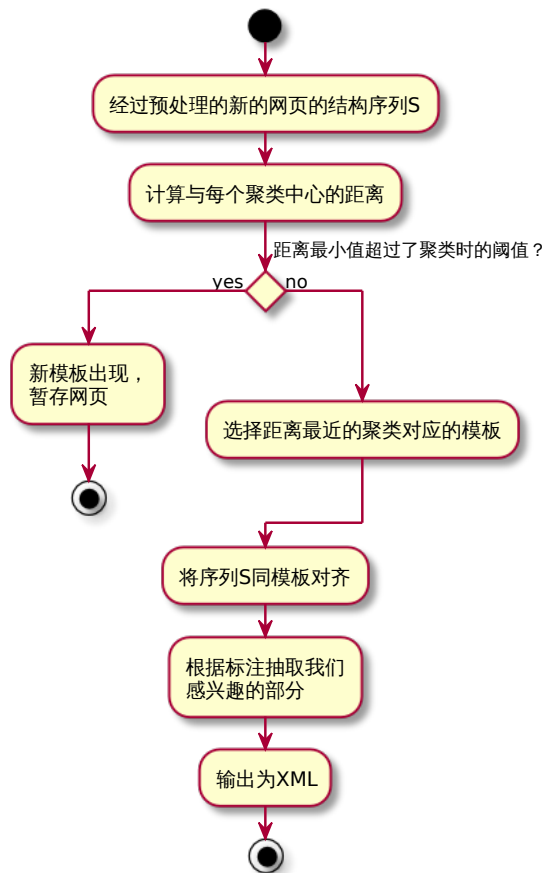 经过预处理的新的网页的结构序列S
计算与每个聚类中心的距离
距离最小值超过了聚类时的阈值？
yes
no
新模板出现，
暂存网页
选择距离最近的聚类对应的模板
将序列S同模板对齐
根据标注抽取我们
感兴趣的部分
输出为XML